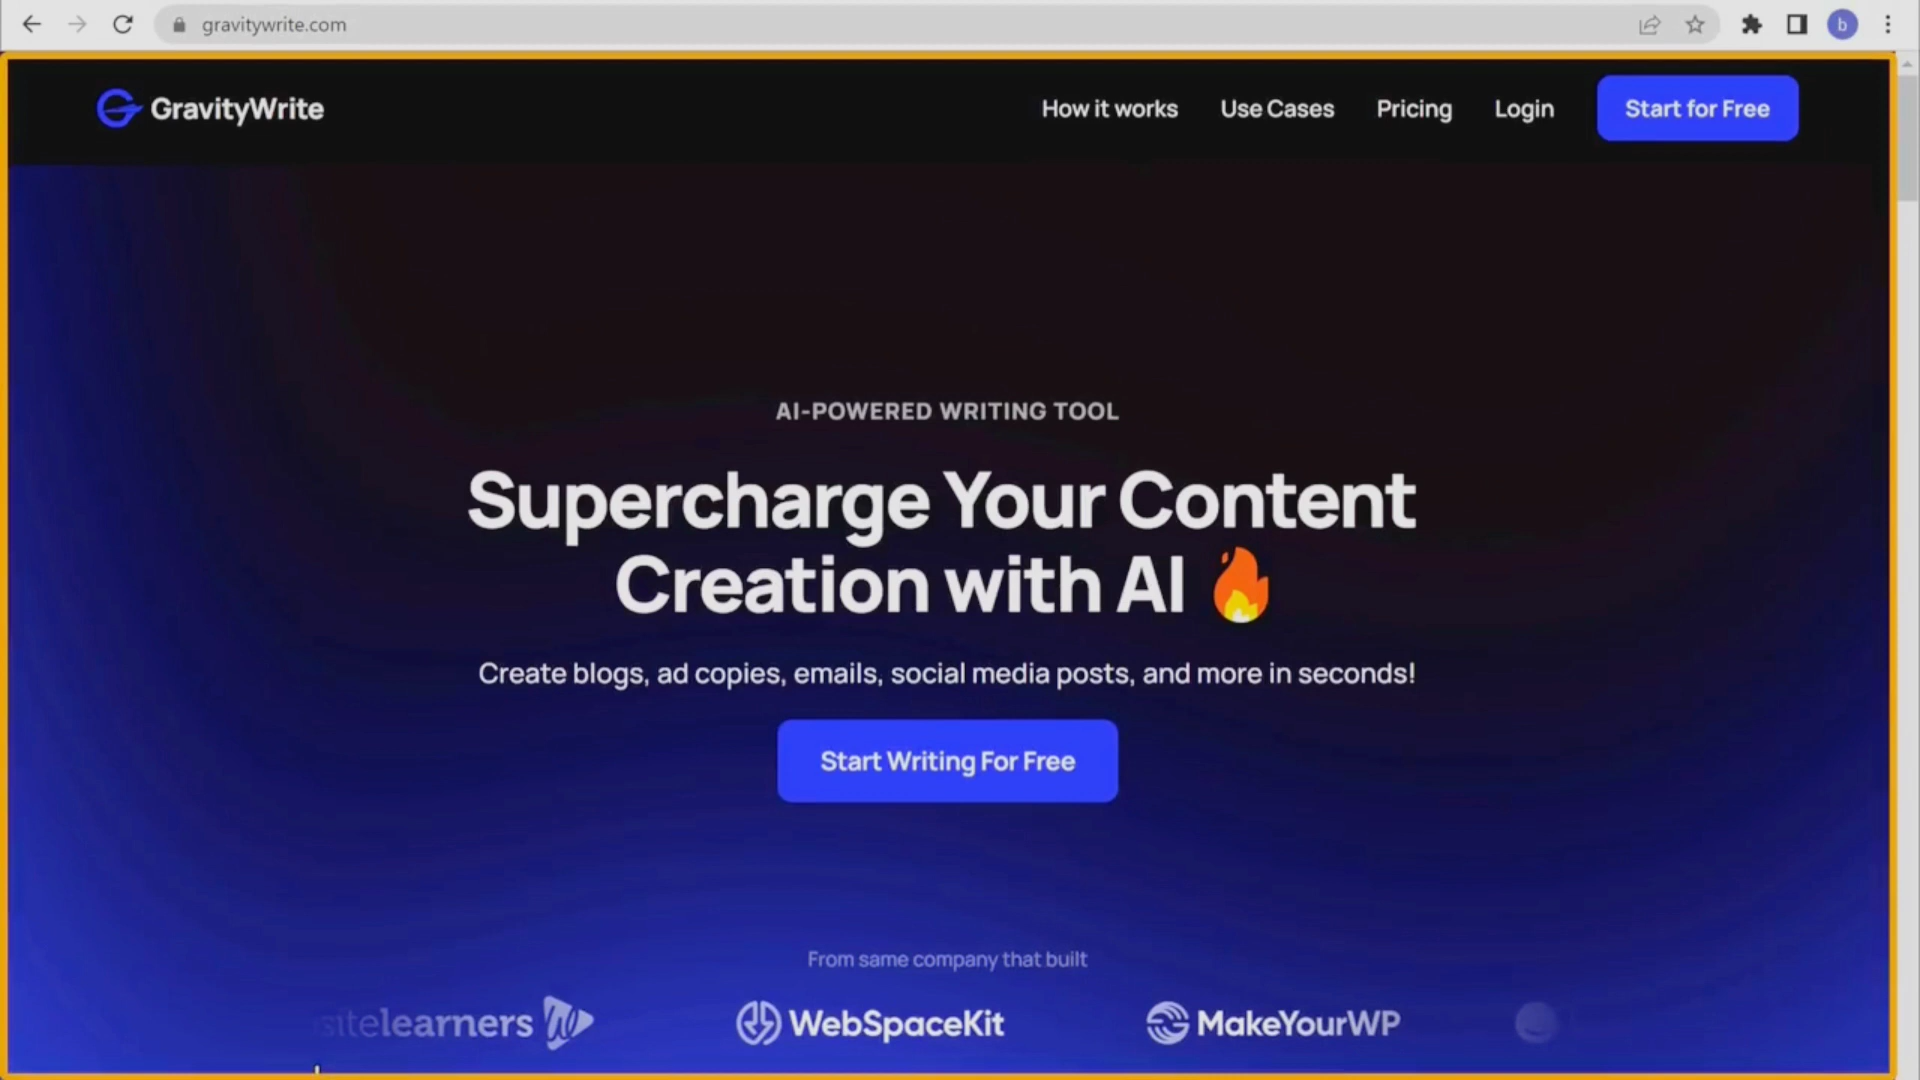 gravitywrite.com
b
GravityWrite
How it works
Use Cases
Pricing
Login
Start for Free
AI-POWERED WRITING TOOL
Supercharge Your Content
Creation with AI 🔥
Create blogs, ad copies, emails, social media posts, and more in seconds!
Start Writing For Free
From same company that built
sitelearners
WebSpaceKit
MakeYourWP